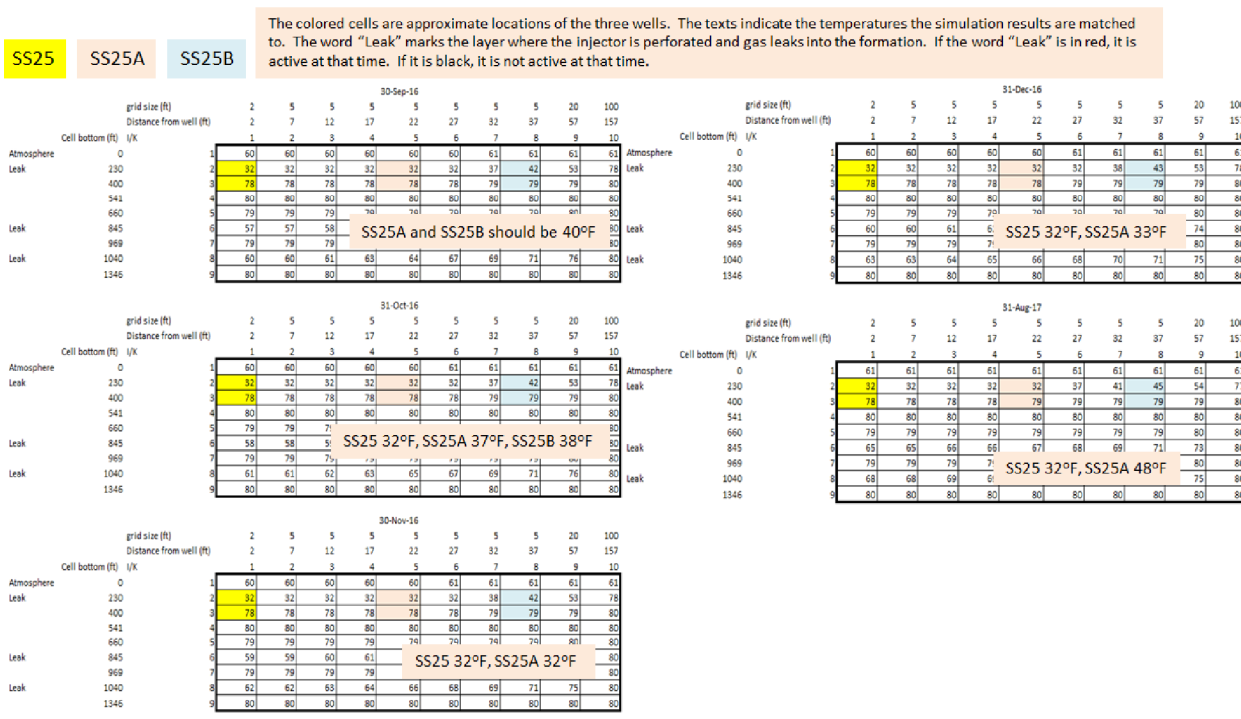 The colored cells are approximate locations of the three wells. The texts indicate the temperatures the simulation results are matched
to. The word “Leak” marks the layer where the injector is perforated and gas leaks into the formation. If the word “Leak” is in red, it is
active at that time. If it is black, it is not active at that time.
SS25 SS25A SS25B
30-Sep-16
grid size (ft) 2 5 5 5 5 5 5 5 20 100
Distance from well (ft) 2 7 12 17 22 27 32 37 57 157
Cell bottom (ft) I/K 1 2 3 4 5 6 7 8 9 10
Atmosphere 0 1 60 60 60 60 60 60 61 61 61 61
Leak 230 2 32 32 32 32 32 32 37 42 53 78
400 3 78 78 78 78 78 78 79 79 79 80
541 4 80 80 80 80 80 80 80 80 80 80
660 5 79 79 79 79 79 79 79 79 80 80
Leak 845 6 57 57 58 80
969 7 79 79 79 80
Leak 1040 8 60 60 61 63 64 67 69 71 76 80
1346 9 80 80 80 80 80 80 80 80 80 80
SS25A and SS25B should be 40ºF
31-Oct-16
grid size (ft) 2 5 5 5 5 5 5 5 20 100
Distance from well (ft) 2 7 12 17 22 27 32 37 57 157
Cell bottom (ft) I/K 1 2 3 4 5 6 7 8 9 10
Atmosphere 0 1 60 60 60 60 60 61 61 61 61 61
Leak 230 2 32 32 32 32 32 32 37 42 53 78
400 3 78 78 78 78 78 78 79 79 79 80
541 4 80 80 80 80 80 80 80 80 80 80
660 5 79 79 80
Leak 845 6 58 58 80
969 7 79 79 80
Leak 1040 8 61 61 62 63 65 67 69 71 76 80
1346 9 80 80 80 80 80 80 80 80 80 80
SS25 32ºF, SS25A 37ºF, SS25B 38ºF
30-Nov-16
grid size (ft) 2 5 5 5 5 5 5 5 20 100
Distance from well (ft) 2 7 12 17 22 27 32 37 57 157
Cell bottom (ft) I/K 1 2 3 4 5 6 7 8 9 10
Atmosphere 0 1 60 60 60 60 60 61 61 61 61 61
Leak 230 2 32 32 32 32 32 32 38 42 53 78
400 3 78 78 78 78 78 78 79 79 79 80
541 4 80 80 80 80 80 80 80 80 80 80
660 5 79 79 79 79 79 79 79 79 80 80
Leak 845 6 59 59 60 61 80
969 7 79 79 79 79 80
Leak 1040 8 62 62 63 64 66 68 69 71 75 80
1346 9 80 80 80 80 80 80 80 80 80 80
SS25 32ºF, SS25A 32ºF
31-Dec-16
grid size (ft) 2 5 5 5 5 5 5 5 20
Distance from well (ft) 2 7 12 17 22 27 32 37 57
Cell bottom (ft) I/K 1 2 3 4 5 6 7 8 9
Atmosphere 0 1 60 60 60 60 60 61 61 61 61
Leak 230 2 32 32 32 32 32 32 38 43 53
400 3 78 78 78 78 78 79 79 79 79
541 4 80 80 80 80 80 80 80 80 80
660 5 79 79 79 79 79 79 79 79 80
Leak 845 6 60 60 61 74
969 7 79 79 79 80
Leak 1040 8 63 63 64 65 66 68 70 71 75
1346 9 80 80 80 80 80 80 80 80 80
SS25 32ºF, SS25A 33ºF
31-Aug-17
grid size (ft) 2 5 5 5 5 5 5 5 20
Distance from well (ft) 2 7 12 17 22 27 32 37 57
Cell bottom (ft) I/K 1 2 3 4 5 6 7 8 9
Atmosphere 0 1 61 61 61 61 61 61 61 61 61
Leak 230 2 32 32 32 32 32 37 41 45 54
400 3 78 78 78 78 79 79 79 79 79
541 4 80 80 80 80 80 80 80 80 80
660 5 79 79 79 79 79 79 79 79 80
Leak 845 6 65 65 66 66 67 68 69 71 73
969 7 79 79 79 80
Leak 1040 8 68 68 69 75
1346 9 80 80 80 80 80 80 80 80 80
SS25 32ºF, SS25A 48ºF